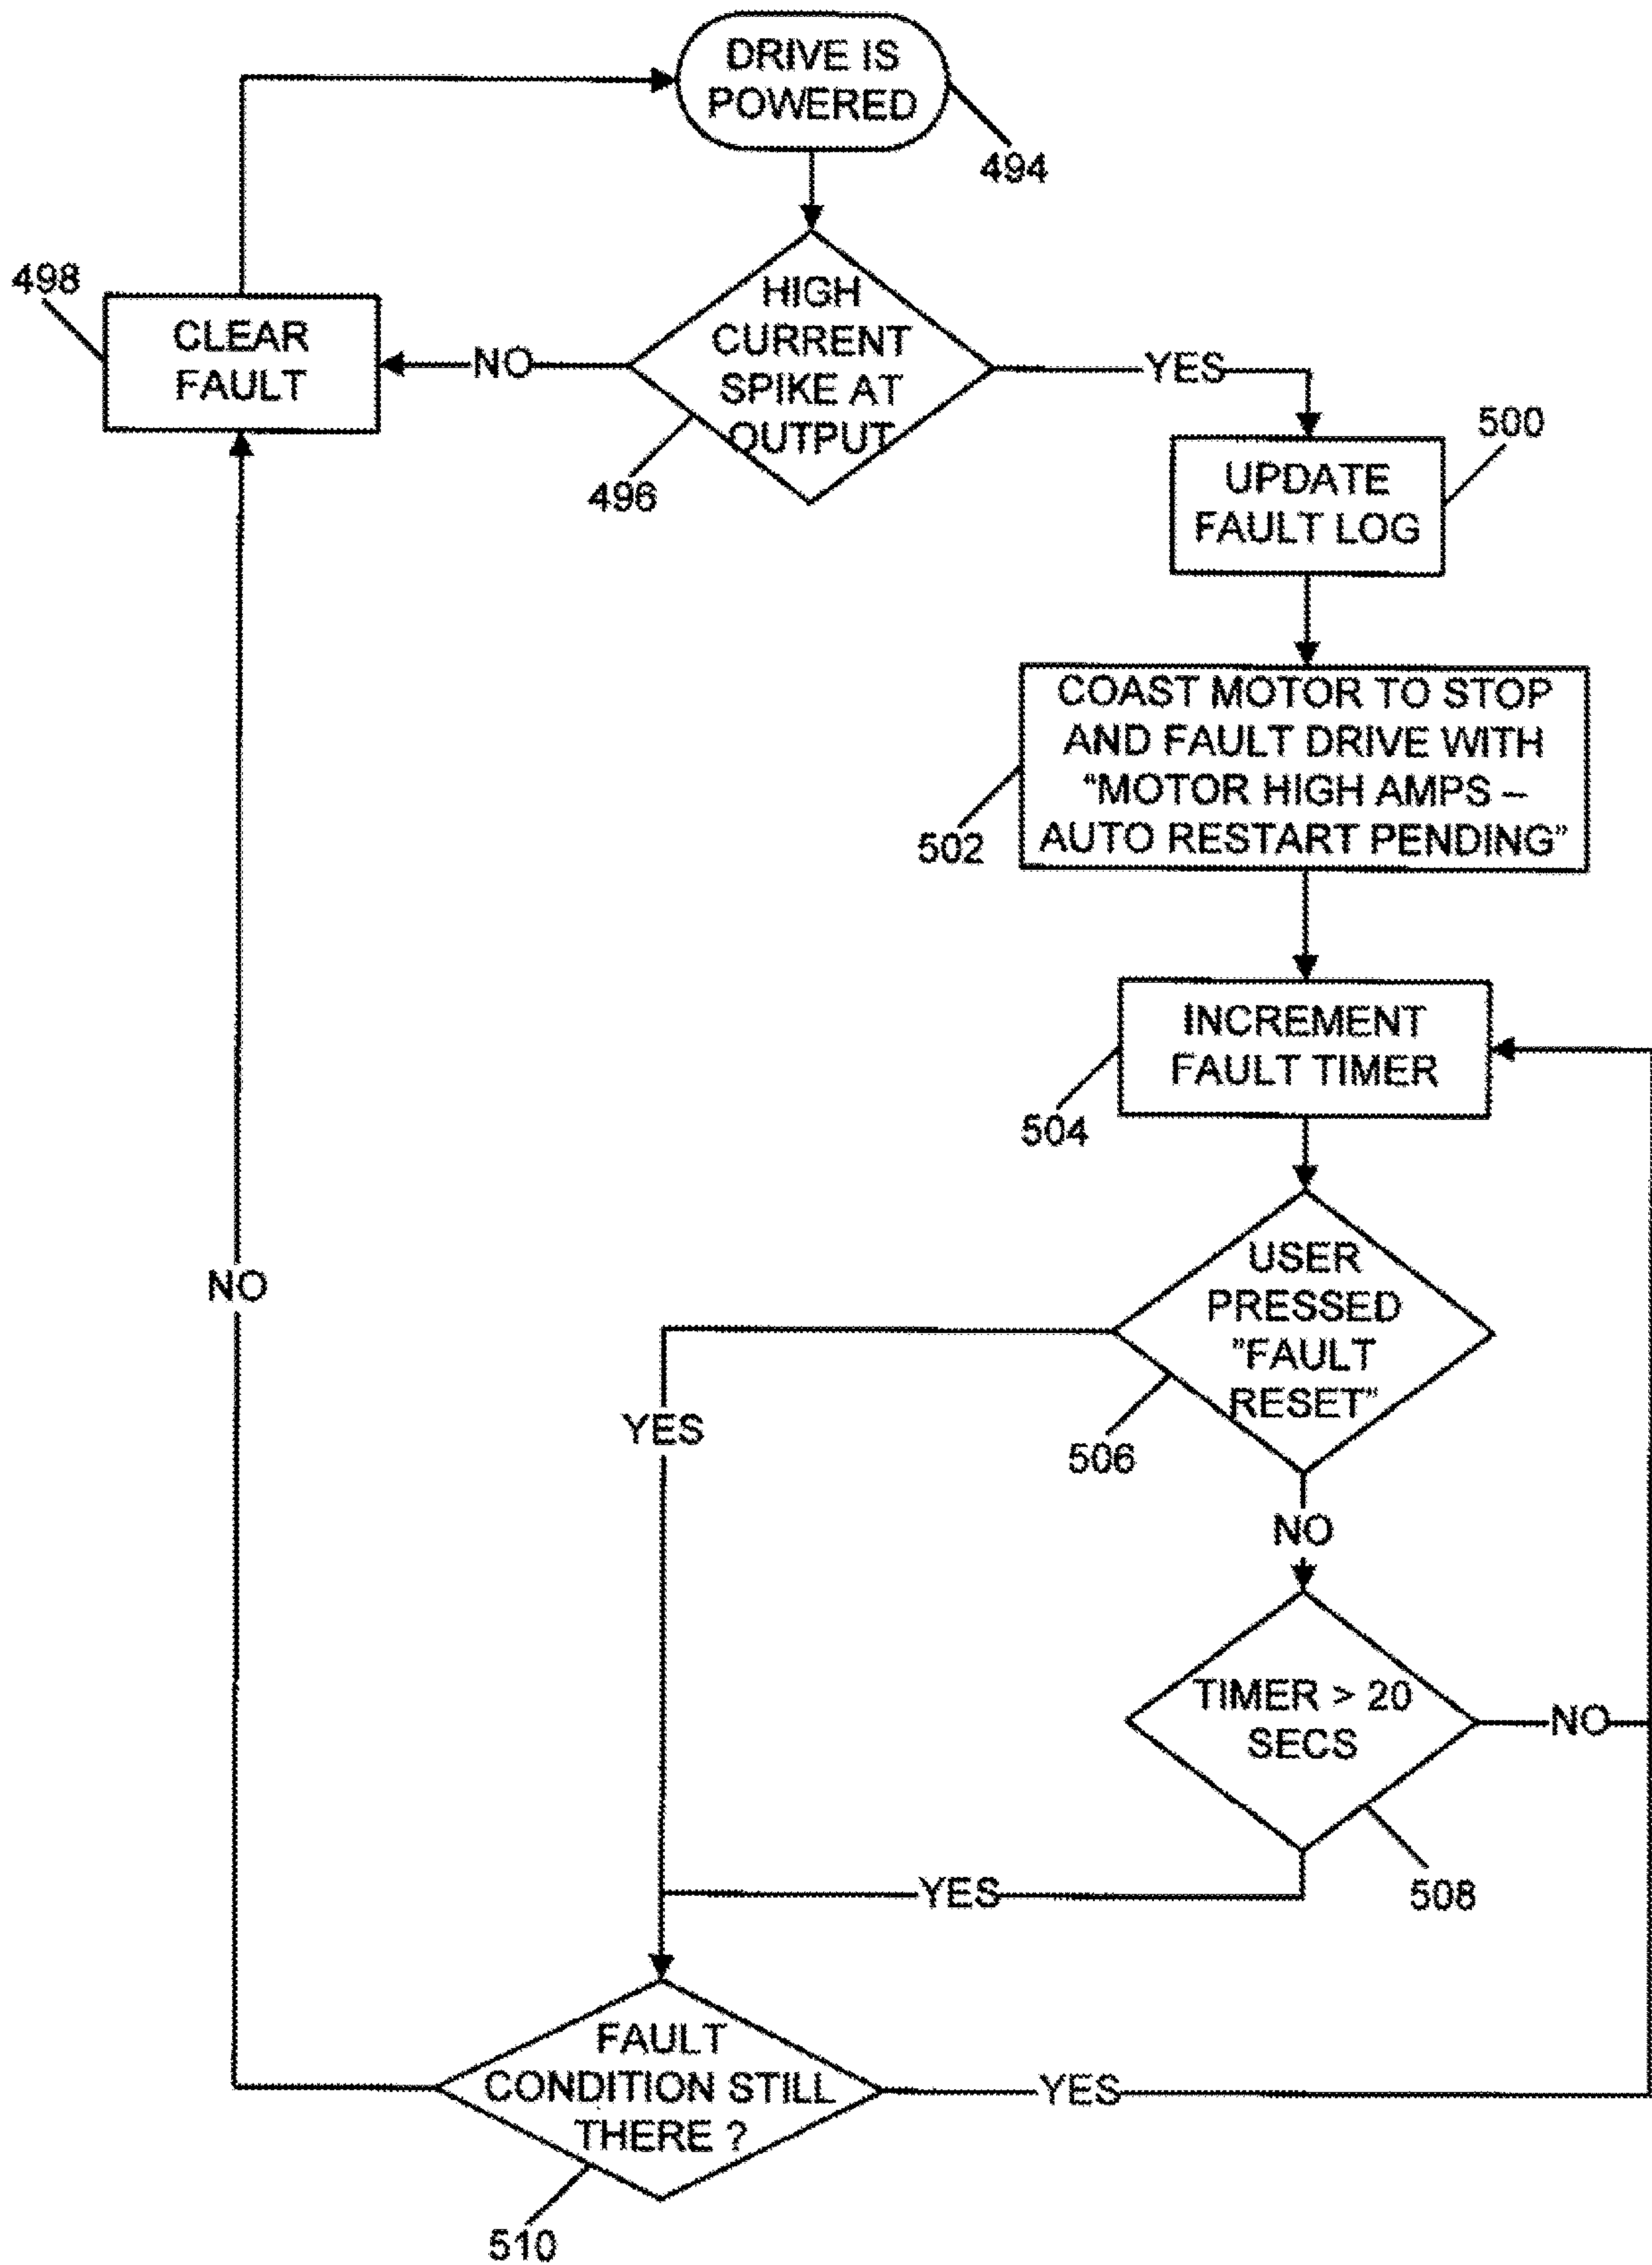 DRIVE IS
POWERED
494
498
CLEAR
FAULT
NO
HIGH
CURRENT
SPIKE AT
OUTPUT
496
YES
500
UPDATE
FAULT LOG
COAST MOTOR TO STOP
AND FAULT DRIVE WITH
"MOTOR HIGH AMPS –
AUTO RESTART PENDING"
502
INCREMENT
FAULT TIMER
504
USER
PRESSED
"FAULT
RESET"
506
NO
YES
NO
TIMER > 20
SECS
NO
508
YES
FAULT
CONDITION STILL
THERE ?
YES
510